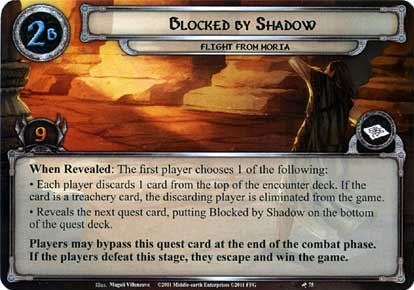 2B
BLOCKED BY SHADOW
FLIGHT FROM MORIA
9
When Revealed: The first player chooses 1 of the following:
• Each player discards 1 card from the top of the encounter deck. If the
card is a treachery card, the discarding player is eliminated from the game.
• Reveals the next quest card, putting Blocked by Shadow on the bottom
of the quest deck.
Players may bypass this quest card at the end of the combat phase.
If the players defeat this stage, they escape and win the game.
Illus. Magali Villeneuve ©2011 Middle-earth Enterprises ©2011 FFG 75